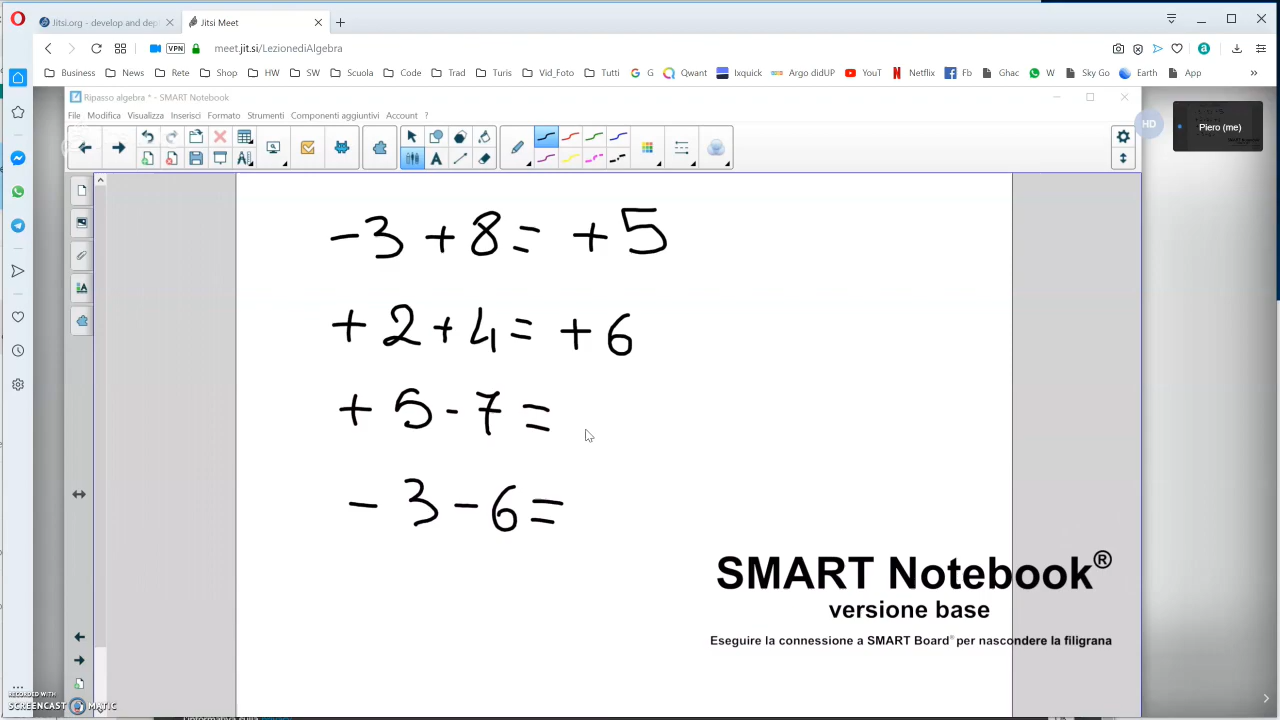 Jitsi.org - develop and dep
Jitsi Meet
VPN
meet.jit.si/LezionediAlgebra
Business News Rete Shop HW SW Scuola Code Trad Turis Vid_Foto Tutti G Qwant Ixquick Argo didUP YouT Netflix Fb Ghac W Sky Go Earth App »
Ripasso algebra * - SMART Notebook
File Modifica Visualizza Inserisci Formato Strumenti Componenti aggiuntivi Account ?
HD
Piero (me)
-3 +8= +5
+ 2 + 4 = + 6
+ 5 - 7 =
- 3 - 6 =
SMART Notebook®
versione base
Eseguire la connessione a SMART Board® per nascondere la filigrana
RECORDED WITH
SCREENCAST MATIC